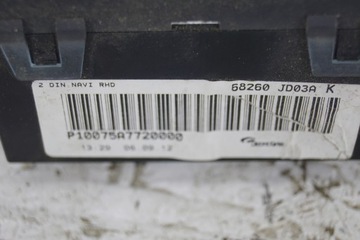 2 DIN.NAVI RHD 68260 JD03A K
P10075A7720000
13 29 06 09 12